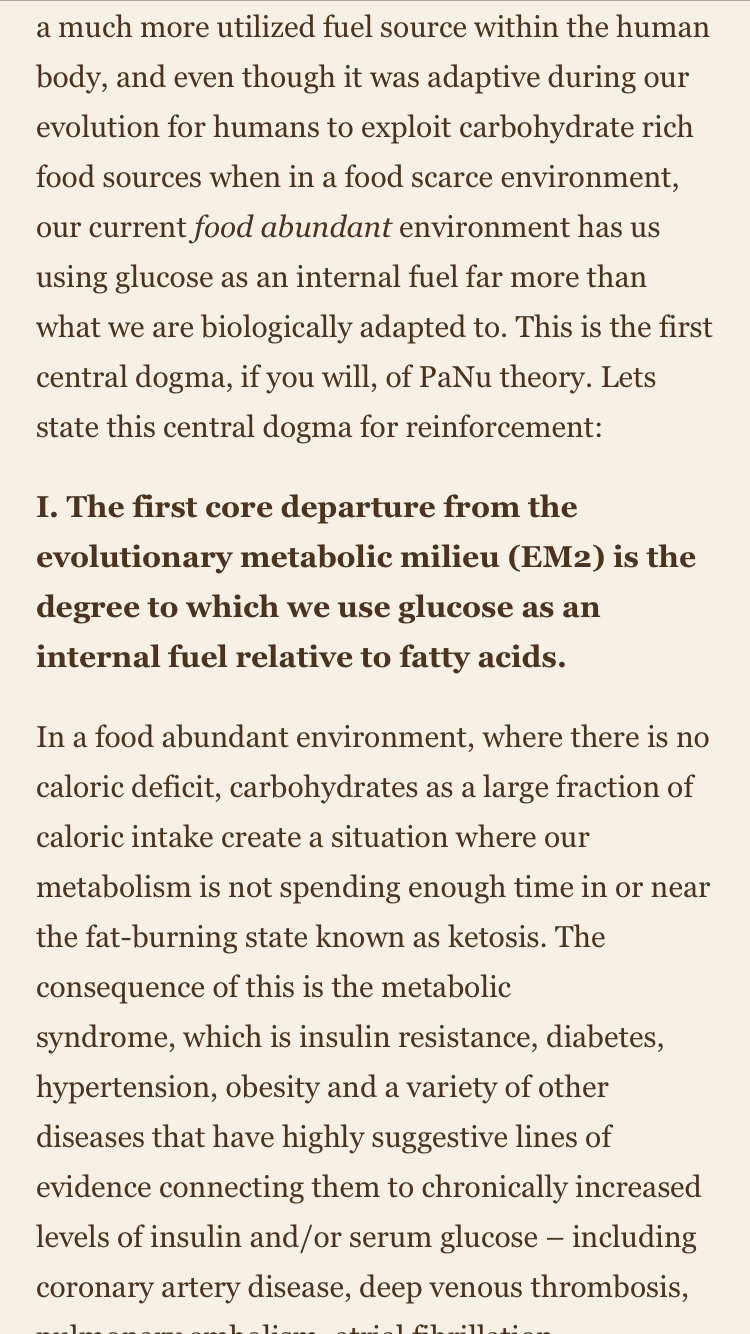 a much more utilized fuel source within the human
body, and even though it was adaptive during our
evolution for humans to exploit carbohydrate rich
food sources when in a food scarce environment,
our current food abundant environment has us
using glucose as an internal fuel far more than
what we are biologically adapted to. This is the first
central dogma, if you will, of PaNu theory. Lets
state this central dogma for reinforcement:
I. The first core departure from the
evolutionary metabolic milieu (EM2) is the
degree to which we use glucose as an
internal fuel relative to fatty acids.
In a food abundant environment, where there is no
caloric deficit, carbohydrates as a large fraction of
caloric intake create a situation where our
metabolism is not spending enough time in or near
the fat-burning state known as ketosis. The
consequence of this is the metabolic
syndrome, which is insulin resistance, diabetes,
hypertension, obesity and a variety of other
diseases that have highly suggestive lines of
evidence connecting them to chronically increased
levels of insulin and/or serum glucose – including
coronary artery disease, deep venous thrombosis,
pulmonary embolism, atrial fibrillation